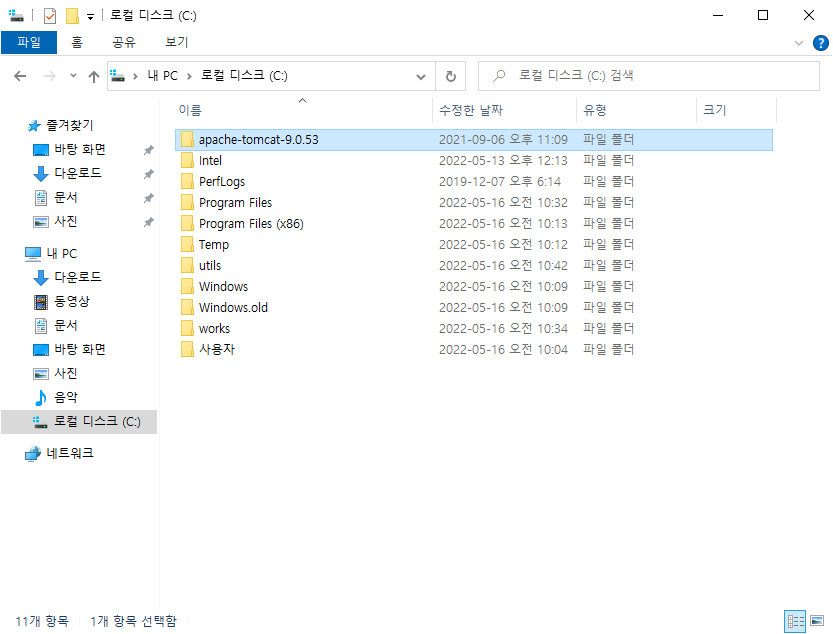 로컬 디스크 (C:)
파일 홈 공유 보기
내 PC 로컬 디스크 (C:) 로컬 디스크 (C:) 검색
이름 수정한 날짜 유형 크기
즐겨찾기
바탕 화면
다운로드
문서
사진
내 PC
다운로드
동영상
문서
바탕 화면
사진
음악
로컬 디스크 (C:)
네트워크
apache-tomcat-9.0.53 2021-09-06 오후 11:09 파일 폴더
Intel 2022-05-13 오후 12:13 파일 폴더
PerfLogs 2019-12-07 오후 6:14 파일 폴더
Program Files 2022-05-16 오전 10:32 파일 폴더
Program Files (x86) 2022-05-16 오전 10:13 파일 폴더
Temp 2022-05-16 오전 10:12 파일 폴더
utils 2022-05-16 오전 10:42 파일 폴더
Windows 2022-05-16 오전 10:09 파일 폴더
Windows.old 2022-05-16 오전 10:09 파일 폴더
works 2022-05-16 오전 10:34 파일 폴더
사용자 2022-05-16 오전 10:04 파일 폴더
11개 항목 1개 항목 선택함